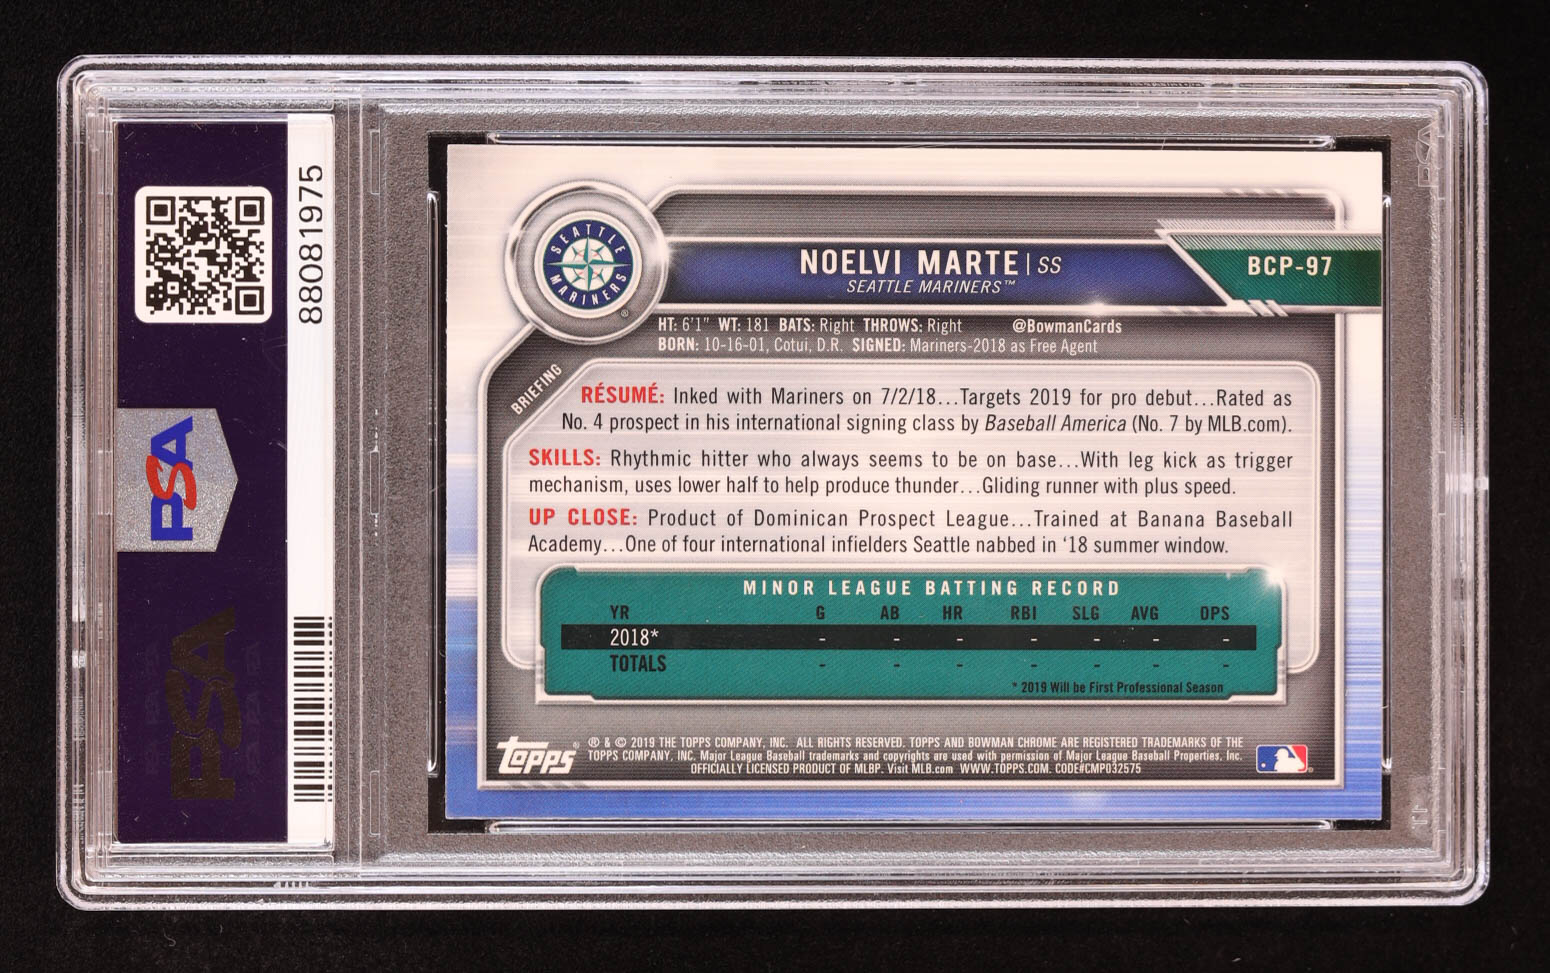 88081975
PSA
PSA
SEATTLE
MARINERS
®
NOELVI MARTE | SS
SEATTLE MARINERS™
BCP-97
HT: 6'1" WT: 181 BATS: Right THROWS: Right @BowmanCards
BORN: 10-16-01, Cotui, D.R. SIGNED: Mariners-2018 as Free Agent
BRIEFING
RÉSUMÉ: Inked with Mariners on 7/2/18...Targets 2019 for pro debut...Rated as
No. 4 prospect in his international signing class by Baseball America (No. 7 by MLB.com).
SKILLS: Rhythmic hitter who always seems to be on base...With leg kick as trigger
mechanism, uses lower half to help produce thunder...Gliding runner with plus speed.
UP CLOSE: Product of Dominican Prospect League...Trained at Banana Baseball
Academy...One of four international infielders Seattle nabbed in '18 summer window.
MINOR LEAGUE BATTING RECORD
YR G AB HR RBI SLG AVG OPS
2018* - - - - - - -
TOTALS - - - - - - -
* 2019 Will be First Professional Season
topps®
® & © 2019 THE TOPPS COMPANY, INC. ALL RIGHTS RESERVED. TOPPS AND BOWMAN CHROME ARE REGISTERED TRADEMARKS OF THE
TOPPS COMPANY, INC. Major League Baseball trademarks and copyrights are used with permission of Major League Baseball Properties, Inc.
OFFICIALLY LICENSED PRODUCT OF MLBP. Visit MLB.com WWW.TOPPS.COM. CODE#CMP032575
PSA